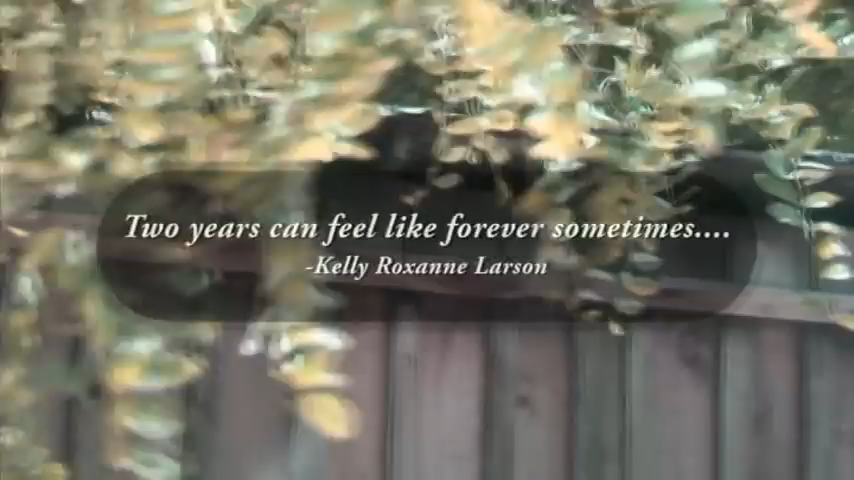 Two years can feel like forever sometimes....
-Kelly Roxanne Larson